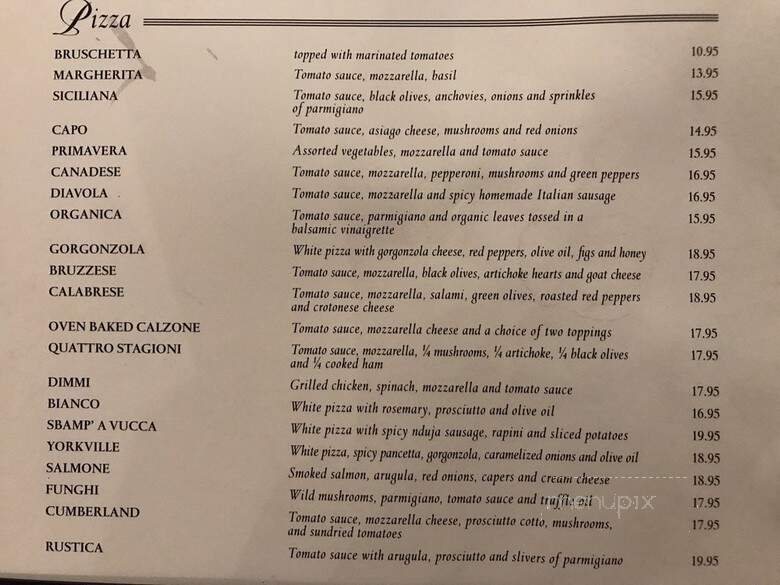 Pizza
BRUSCHETTA topped with marinated tomatoes 10.95
MARGHERITA Tomato sauce, mozzarella, basil 13.95
SICILIANA Tomato sauce, black olives, anchovies, onions and sprinkles 15.95
of parmigiano
CAPO Tomato sauce, asiago cheese, mushrooms and red onions 14.95
PRIMAVERA Assorted vegetables, mozzarella and tomato sauce 15.95
CANADESE Tomato sauce, mozzarella, pepperoni, mushrooms and green peppers 16.95
DIAVOLA Tomato sauce, mozzarella and spicy homemade Italian sausage 16.95
ORGANICA Tomato sauce, parmigiano and organic leaves tossed in a 15.95
balsamic vinaigrette
GORGONZOLA White pizza with gorgonzola cheese, red peppers, olive oil, figs and honey 18.95
BRUZZESE Tomato sauce, mozzarella, black olives, artichoke hearts and goat cheese 17.95
CALABRESE Tomato sauce, mozzarella, salami, green olives, roasted red peppers 18.95
and crotonese cheese
OVEN BAKED CALZONE Tomato sauce, mozzarella cheese and a choice of two toppings 17.95
QUATTRO STAGIONI Tomato sauce, mozzarella, ¼ mushrooms, ¼ artichoke, ¼ black olives 17.95
and ¼ cooked ham
DIMMI Grilled chicken, spinach, mozzarella and tomato sauce 17.95
BIANCO White pizza with rosemary, prosciutto and olive oil 16.95
SBAMP' A VUCCA White pizza with spicy nduja sausage, rapini and sliced potatoes 19.95
YORKVILLE White pizza, spicy pancetta, gorgonzola, caramelized onions and olive oil 18.95
SALMONE Smoked salmon, arugula, red onions, capers and cream cheese 18.95
FUNGHI Wild mushrooms, parmigiano, tomato sauce and truffle oil 17.95
menupix
CUMBERLAND Tomato sauce, mozzarella cheese, prosciutto cotto, mushrooms, 17.95
and sundried tomatoes
RUSTICA Tomato sauce with arugula, prosciutto and slivers of parmigiano 19.95